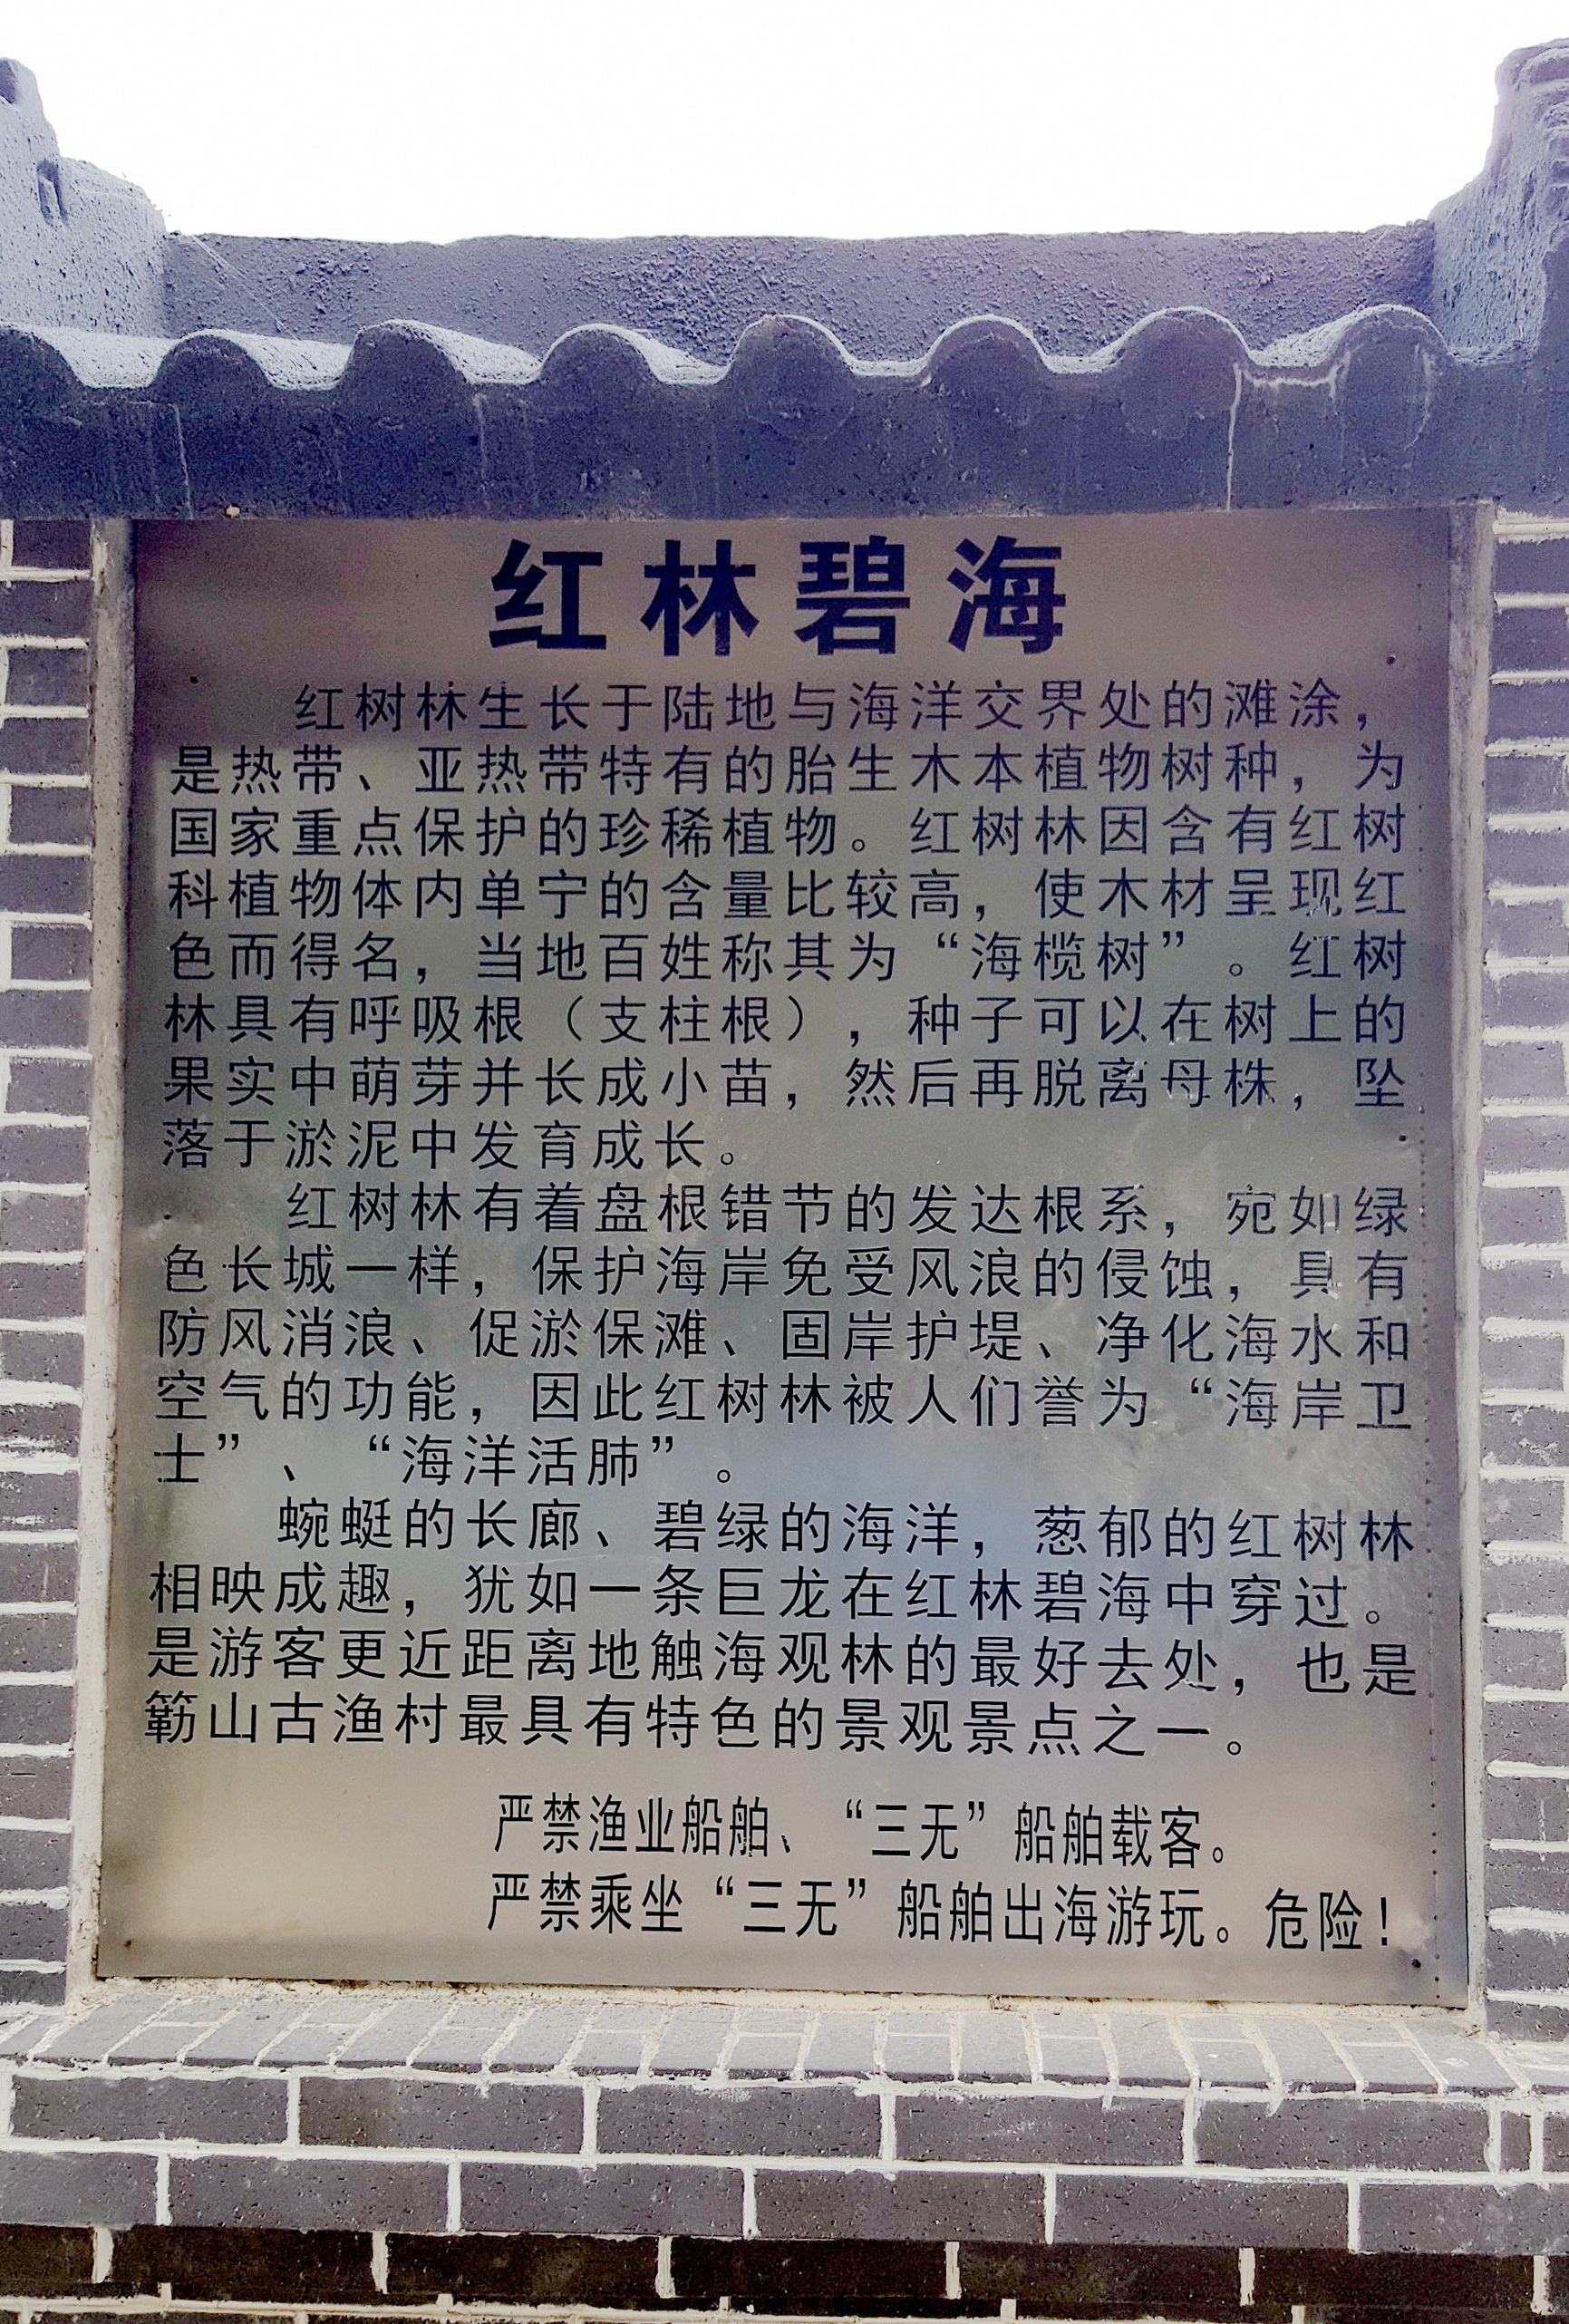 红林碧海
红树林生长于陆地与海洋交界处的滩涂，
是热带、亚热带特有的胎生木本植物树种，为
国家重点保护的珍稀植物。红树林因含有红树
科植物体内单宁的含量比较高，使木材呈现红
色而得名，当地百姓称其为“海榄树”。红树
林具有呼吸根（支柱根），种子可以在树上的
果实中萌芽并长成小苗，然后再脱离母株，坠
落于淤泥中发育成长。
红树林有着盘根错节的发达根系，宛如绿
色长城一样，保护海岸免受风浪的侵蚀，具有
防风消浪、促淤保滩、固岸护堤、净化海水和
空气的功能，因此红树林被人们誉为“海岸卫
士”、“海洋活肺”。
蜿蜒的长廊、碧绿的海洋，葱郁的红树林
相映成趣，犹如一条巨龙在红林碧海中穿过。
是游客更近距离地触海观林的最好去处，也是
簕山古渔村最具有特色的景观景点之一。
严禁渔业船舶、“三无”船舶载客。
严禁乘坐“三无”船舶出海游玩。危险！